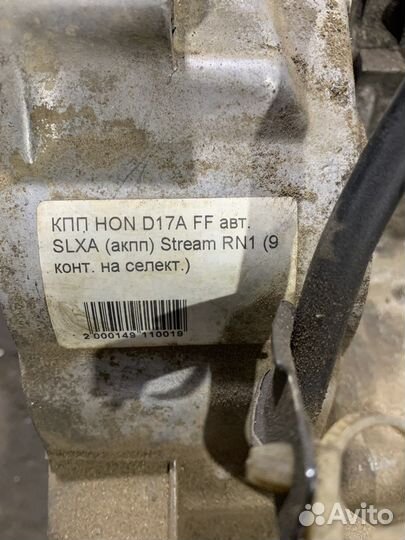 КПП HON D17A FF авт.
SLXA (акпп) Stream RN1 (9
конт. на селект.)
2 000149 110019
Avito